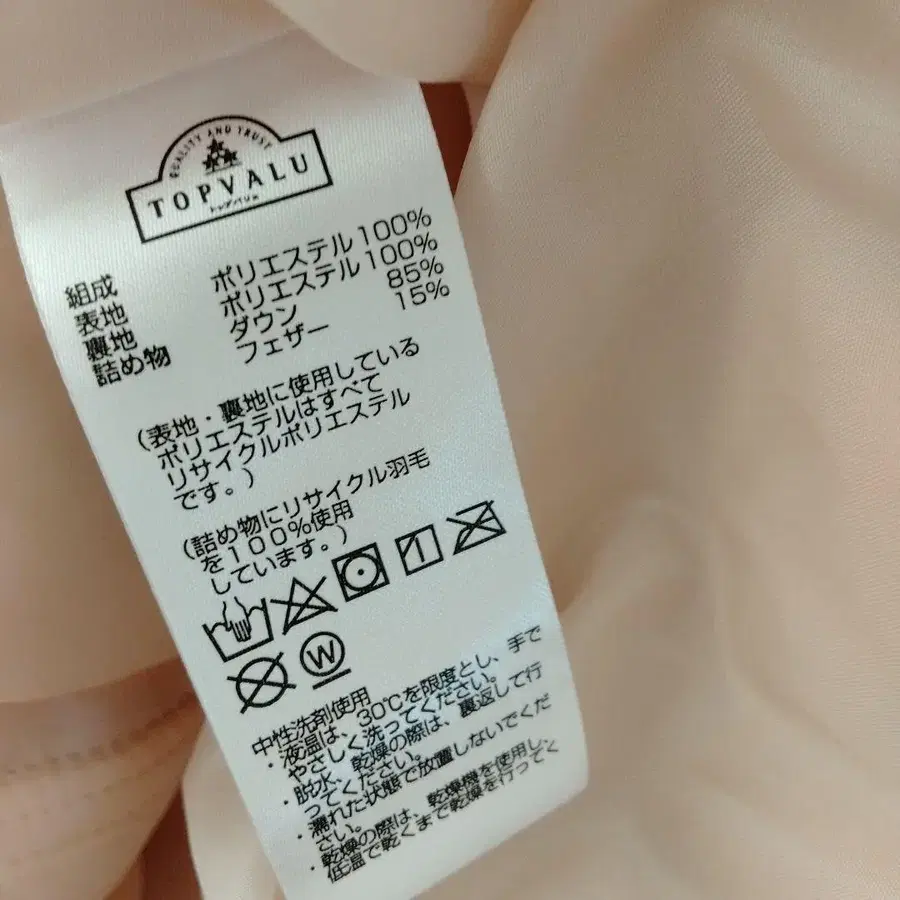 QUALITY AND TRUST
TOPVALU
トップバリュ
組成
表地 ポリエステル100%
裏地 ポリエステル100%
詰め物 ダウン 85%
フェザー 15%
(表地・裏地に使用している
ポリエステルはすべて
リサイクルポリエステル
です。)
(詰め物にリサイクル羽毛
を100%使用
しています。)
W
中性洗剤使用
・液温は、30℃を限度とし、手で
やさしく洗ってください。
・脱水、乾燥の際は、裏返して行
ってください。
・濡れた状態で放置しないでくだ
さい。
・乾燥の際は、乾燥機を使用し、
低温で乾くまで乾燥を行ってく